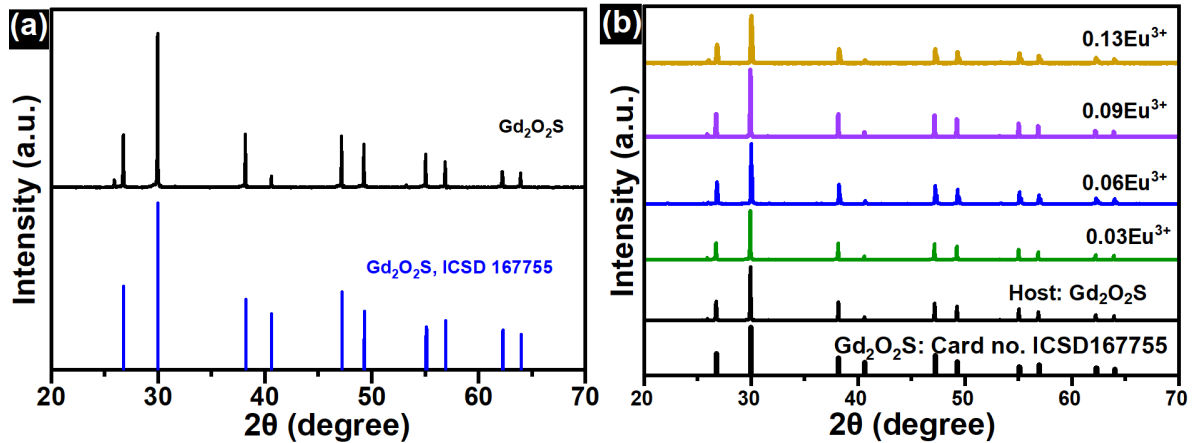 (a)
Intensity (a.u.)
Gd₂O₂S
Gd₂O₂S, ICSD 167755
20 30 40 50 60 70
2θ (degree)
(b)
Intensity (a.u.)
0.13Eu³⁺
0.09Eu³⁺
0.06Eu³⁺
0.03Eu³⁺
Host: Gd₂O₂S
Gd₂O₂S: Card no. ICSD167755
20 30 40 50 60 70
2θ (degree)